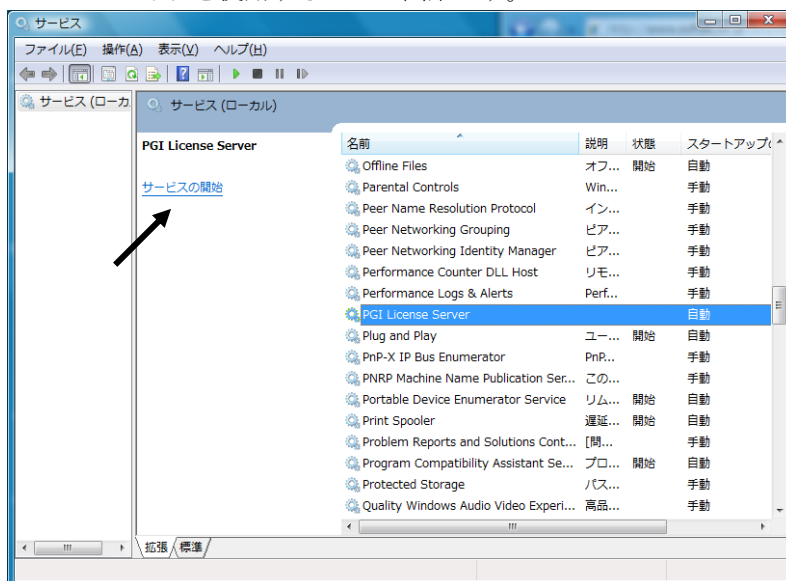 サービス
ファイル(F) 操作(A) 表示(V) ヘルプ(H)
サービス (ローカ
サービス (ローカル)
PGI License Server
サービスの開始
名前 説明 状態 スタートアップの
Offline Files オフ... 開始 自動
Parental Controls Win... 手動
Peer Name Resolution Protocol イン... 手動
Peer Networking Grouping ピア... 手動
Peer Networking Identity Manager ピア... 手動
Performance Counter DLL Host リモ... 手動
Performance Logs & Alerts Perf... 手動
PGI License Server 自動
Plug and Play ユー... 開始 自動
PnP-X IP Bus Enumerator PnP... 手動
PNRP Machine Name Publication Ser... この... 手動
Portable Device Enumerator Service リム... 開始 自動
Print Spooler 遅延... 開始 自動
Problem Reports and Solutions Cont... [問... 手動
Program Compatibility Assistant Se... プロ... 開始 自動
Protected Storage パス... 手動
Quality Windows Audio Video Experi... 高品... 手動
拡張 標準